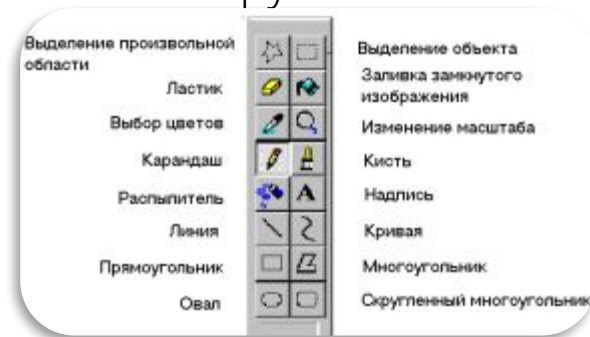 Выделение произвольной
области
Выделение объекта
Ластик
Заливка замкнутого
изображения
Выбор цветов
Изменение масштаба
Карандаш
Кисть
Распылитель
Надпись
A
Линия
Кривая
Прямоугольник
Многоугольник
Овал
Скругленный многоугольник